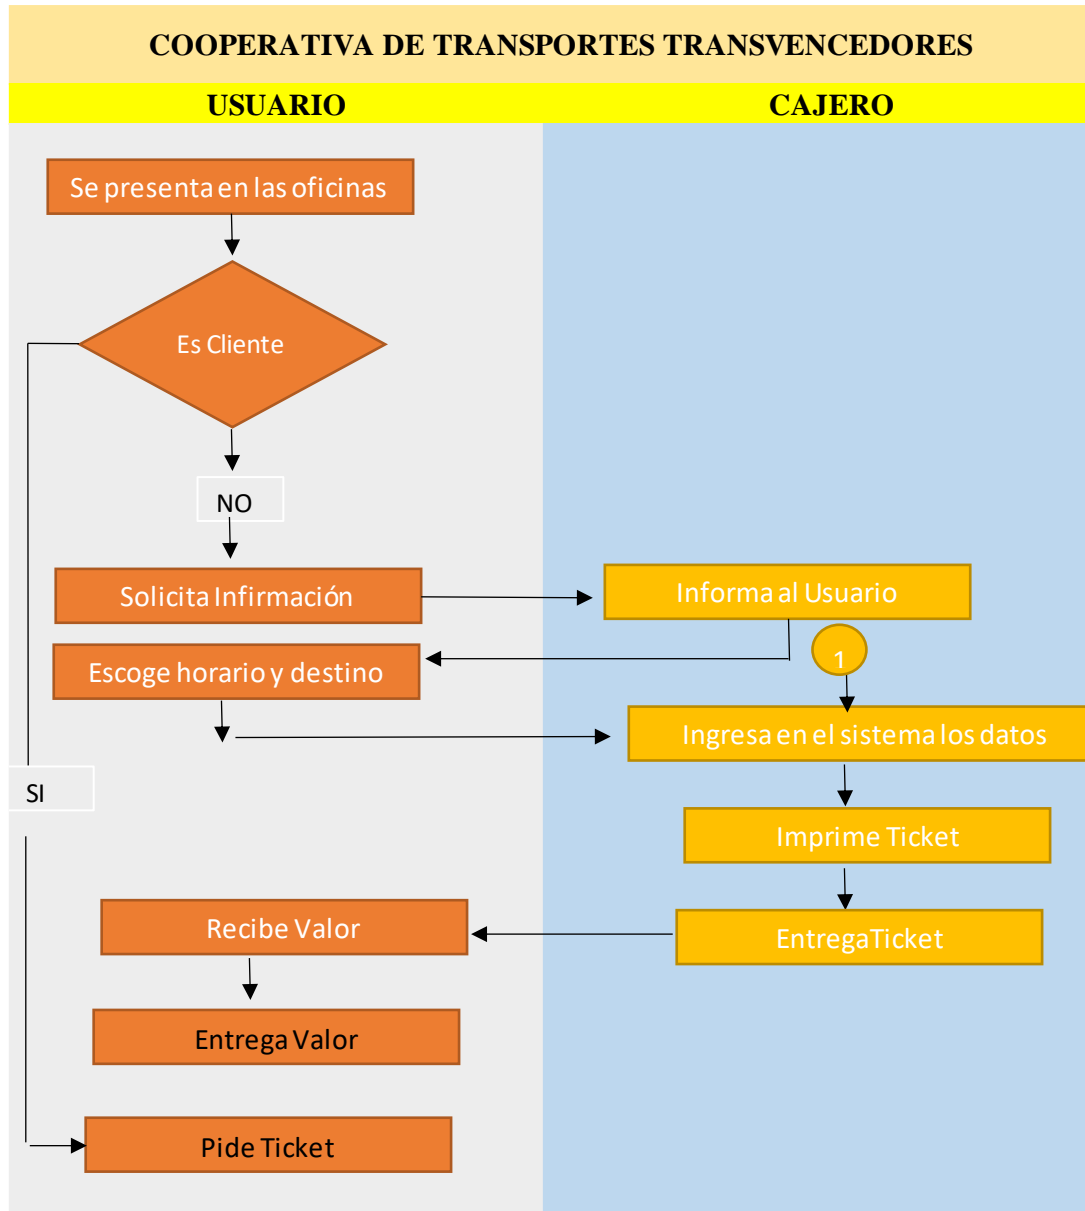 COOPERATIVA DE TRANSPORTES TRANSVENCEDORES
USUARIO
CAJERO
Se presenta en las oficinas
Es Cliente
NO
Solicita Infirmación
Informa al Usuario
Escoge horario y destino
1
Ingresa en el sistema los datos
SI
Imprime Ticket
Recibe Valor
EntregaTicket
Entrega Valor
Pide Ticket